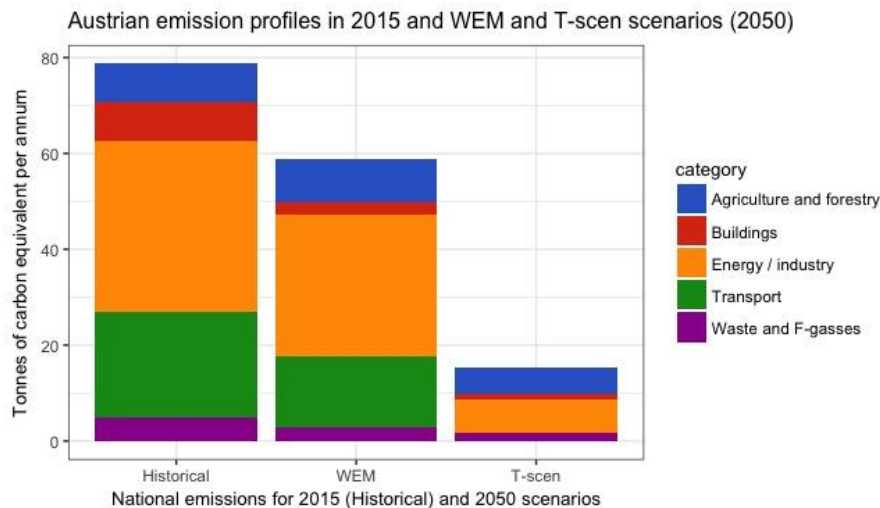 Austrian emission profiles in 2015 and WEM and T-scen scenarios (2050)
Tonnes of carbon equivalent per annum
80
60
40
20
0
Historical
WEM
T-scen
National emissions for 2015 (Historical) and 2050 scenarios
category
Agriculture and forestry
Buildings
Energy / industry
Transport
Waste and F-gasses